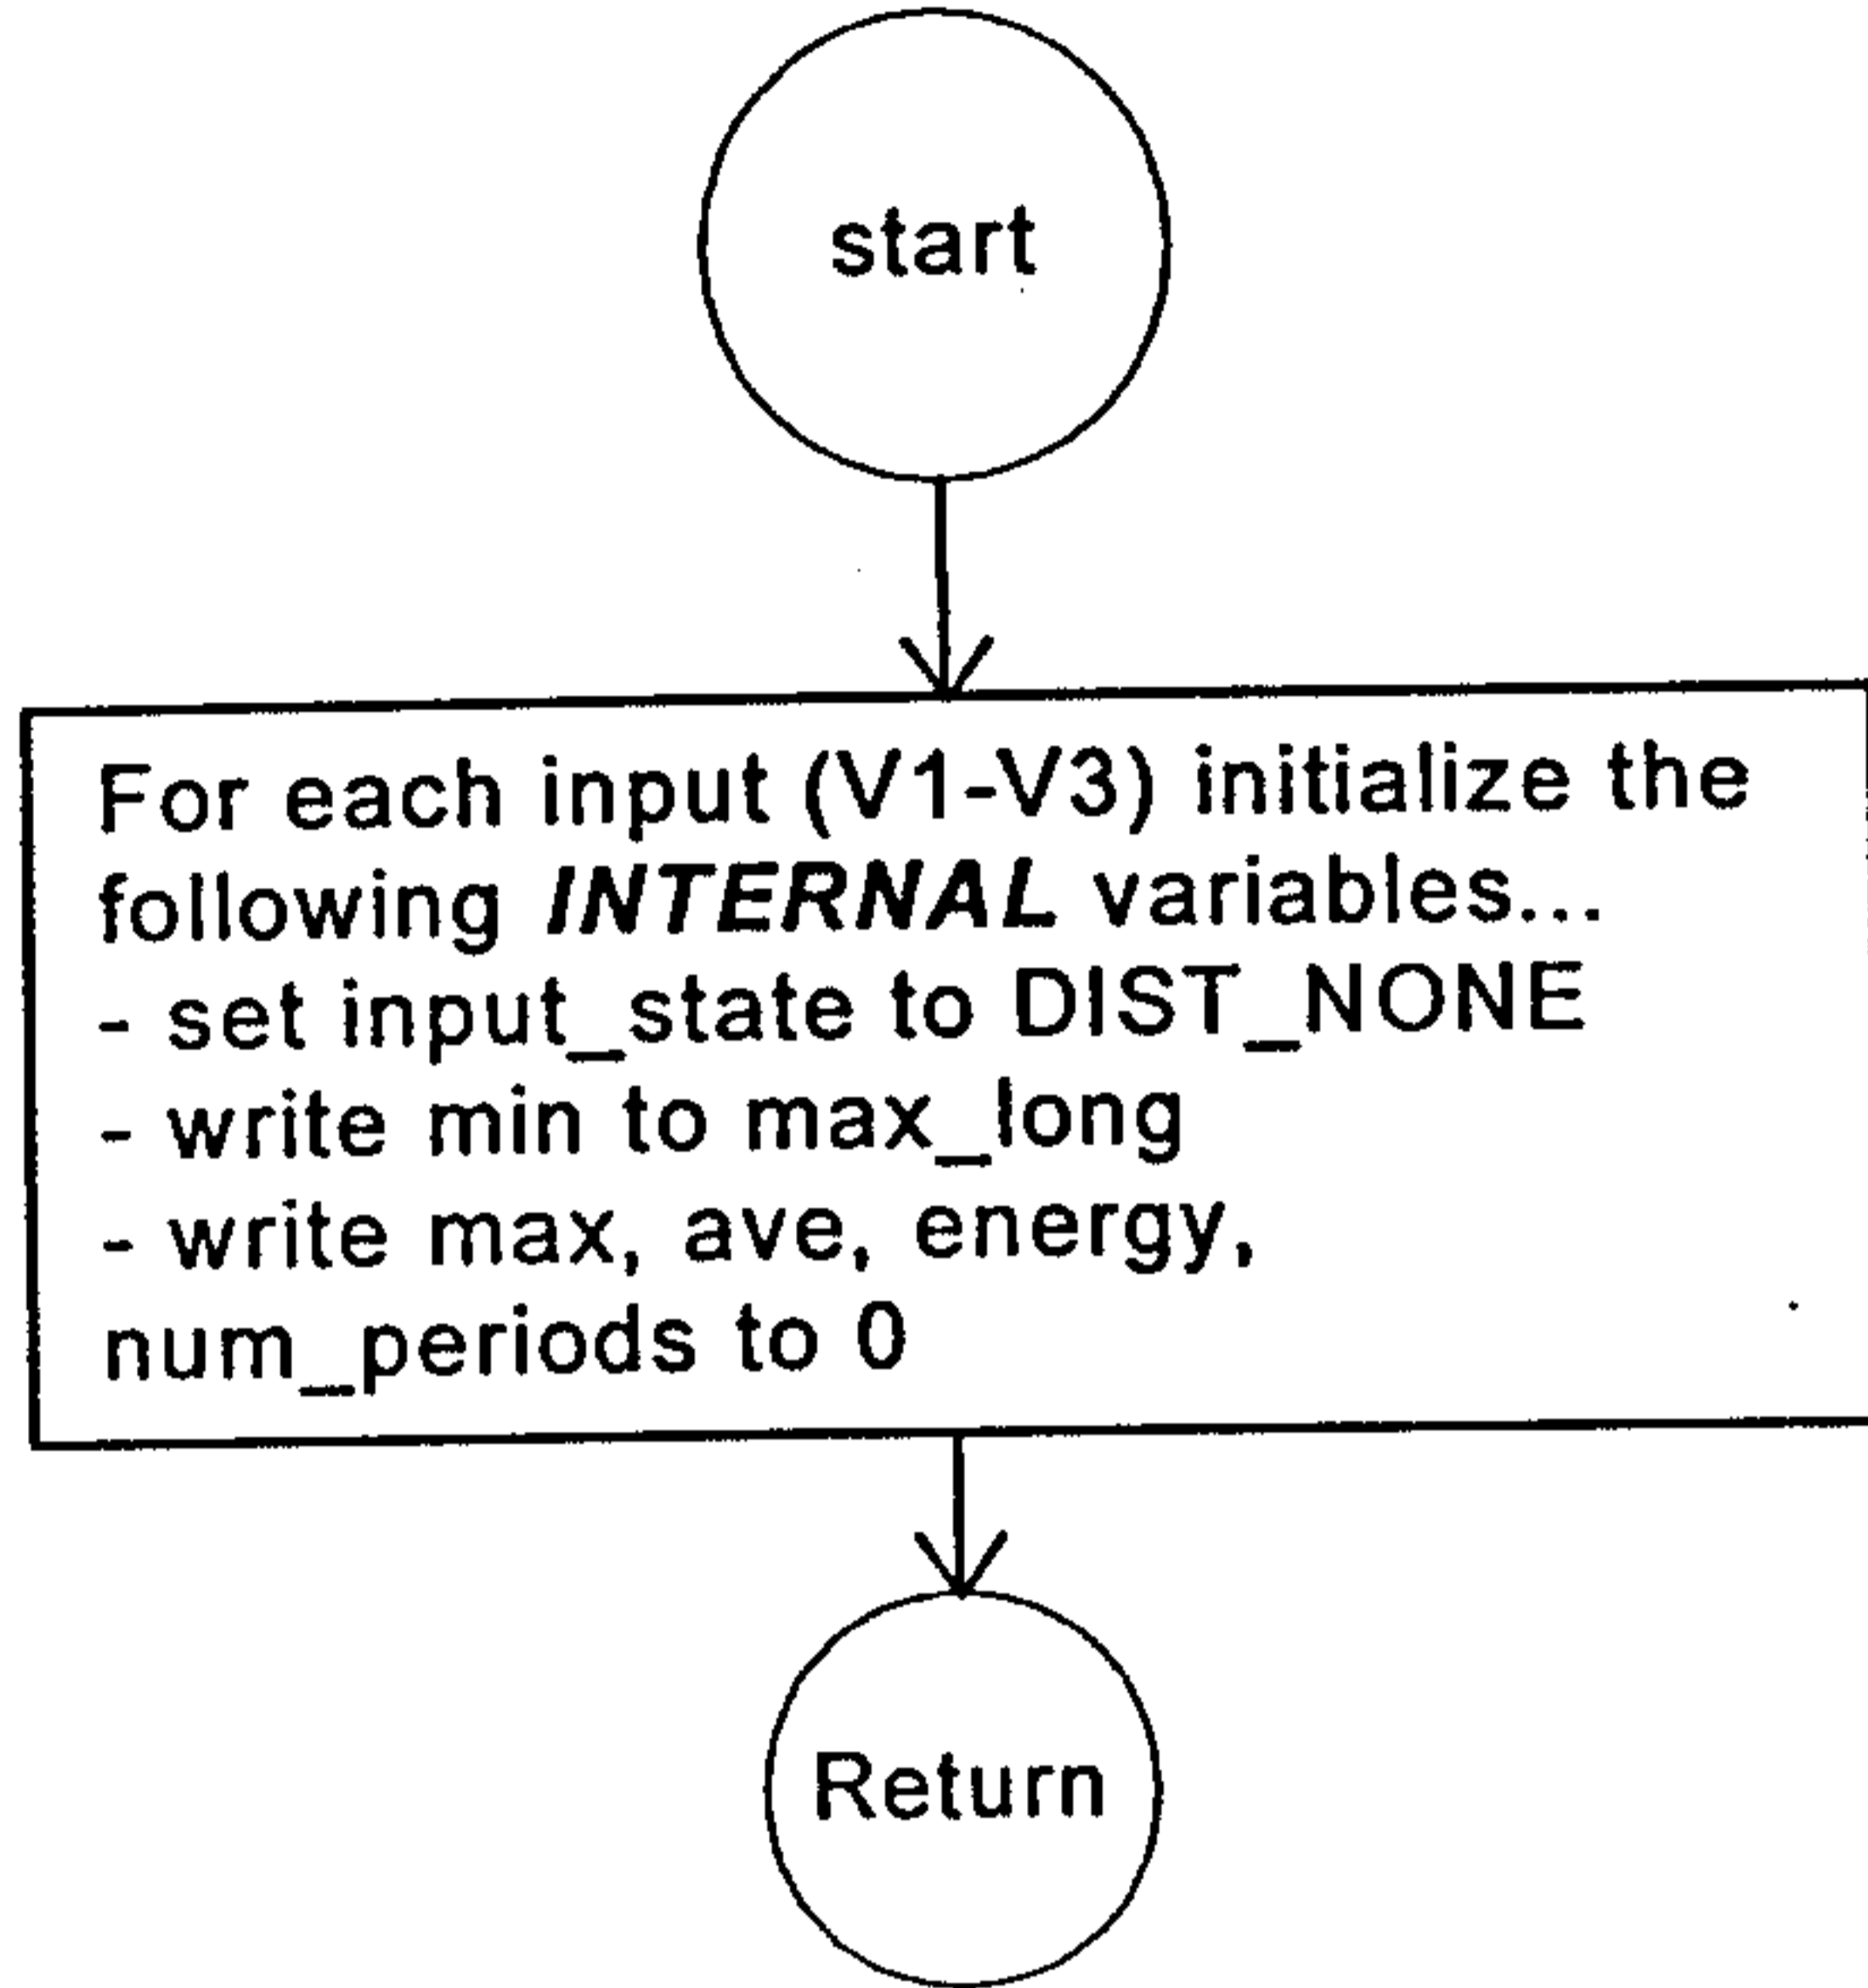 start
For each input (V1-V3) initialize the
following INTERNAL variables...
- set input_state to DIST_NONE
- write min to max_long
- write max, ave, energy,
num_periods to 0
Return